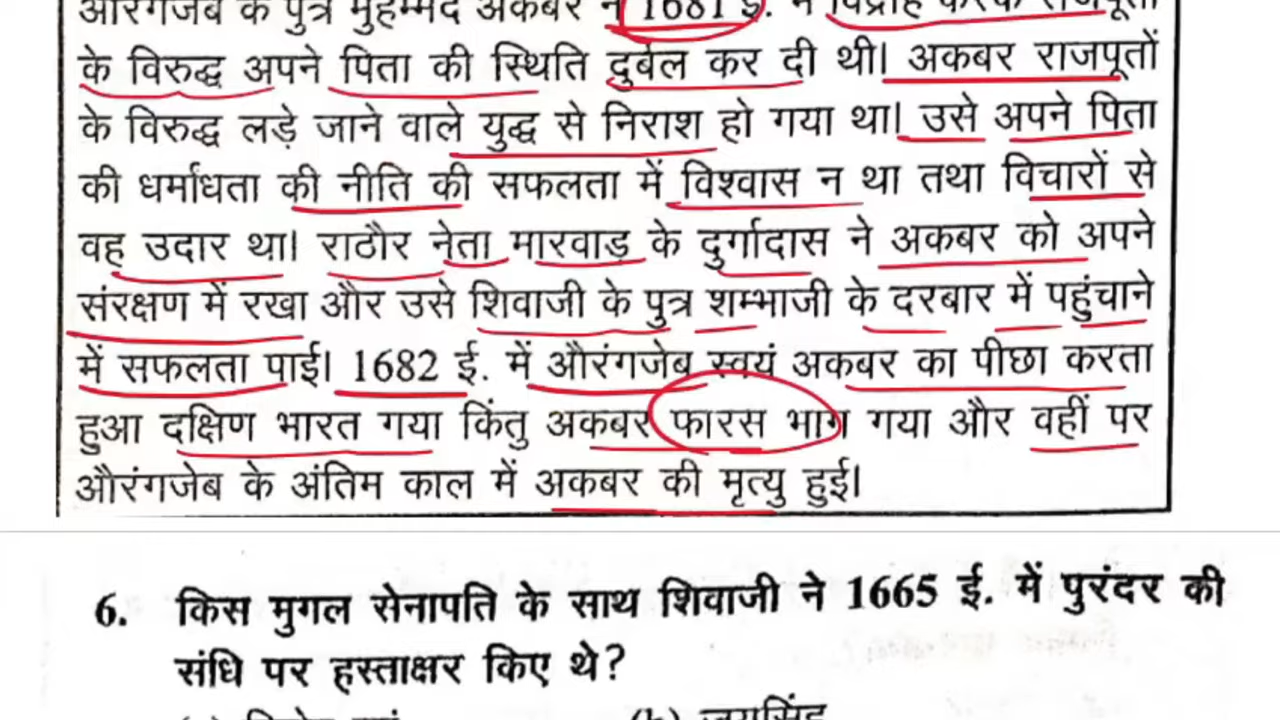 औरंगजेब के पुत्र मुहम्मद अकबर ने 1681 ई. में विद्रोह करके राजपूतों
के विरुद्ध अपने पिता की स्थिति दुर्बल कर दी थी। अकबर राजपूतों
के विरुद्ध लड़े जाने वाले युद्ध से निराश हो गया था। उसे अपने पिता
की धर्मांधता की नीति की सफलता में विश्वास न था तथा विचारों से
वह उदार था। राठौर नेता मारवाड़ के दुर्गादास ने अकबर को अपने
संरक्षण में रखा और उसे शिवाजी के पुत्र शम्भाजी के दरबार में पहुंचाने
में सफलता पाई। 1682 ई. में औरंगजेब स्वयं अकबर का पीछा करता
हुआ दक्षिण भारत गया किंतु अकबर फारस भाग गया और वहीं पर
औरंगजेब के अंतिम काल में अकबर की मृत्यु हुई।
6. किस मुगल सेनापति के साथ शिवाजी ने 1665 ई. में पुरंदर की
संधि पर हस्ताक्षर किए थे?
(b) जयसिंह